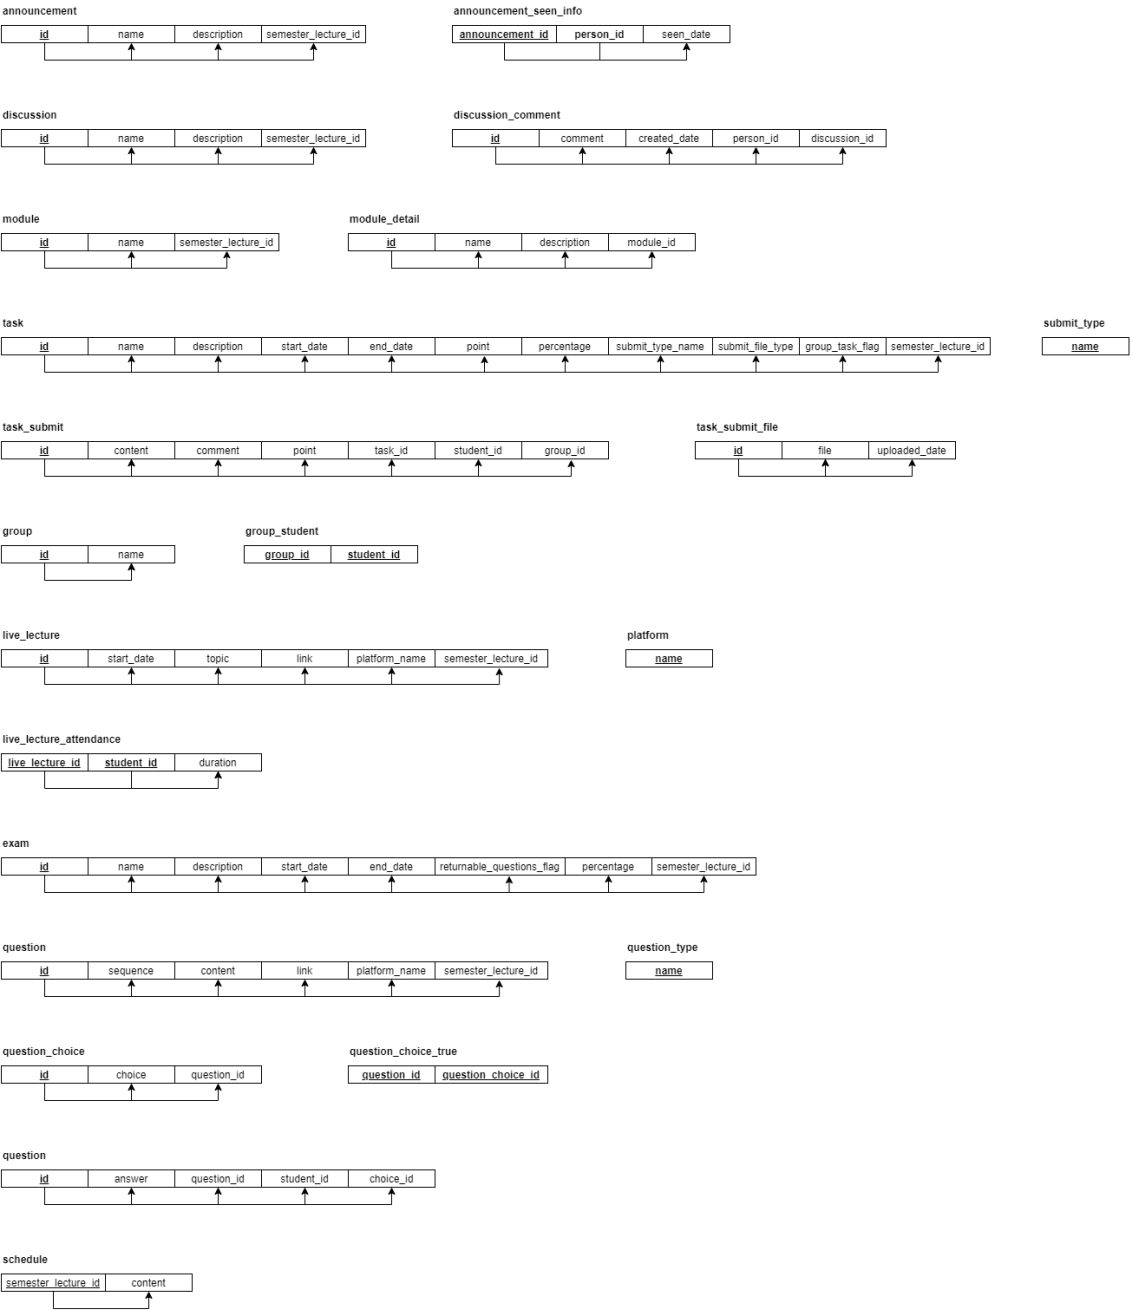 announcement announcement_seen_info
id name description semester_lecture_id announcement_id person_id seen_date
discussion discussion_comment
id name description semester_lecture_id id comment created_date person_id discussion_id
module module_detail
id name semester_lecture_id id name description module_id
task submit_type
id name description start_date end_date point percentage submit_type_name submit_file_type group_task_flag semester_lecture_id name
task_submit task_submit_file
id content comment point task_id student_id group_id id file uploaded_date
group group_student
id name group_id student_id
live_lecture platform
id start_date topic link platform_name semester_lecture_id name
live_lecture_attendance
live_lecture_id student_id duration
exam
id name description start_date end_date returnable_questions_flag percentage semester_lecture_id
question question_type
id sequence content link platform_name semester_lecture_id name
question_choice question_choice_true
id choice question_id question_id question_choice_id
question
id answer question_id student_id choice_id
schedule
semester_lecture_id content